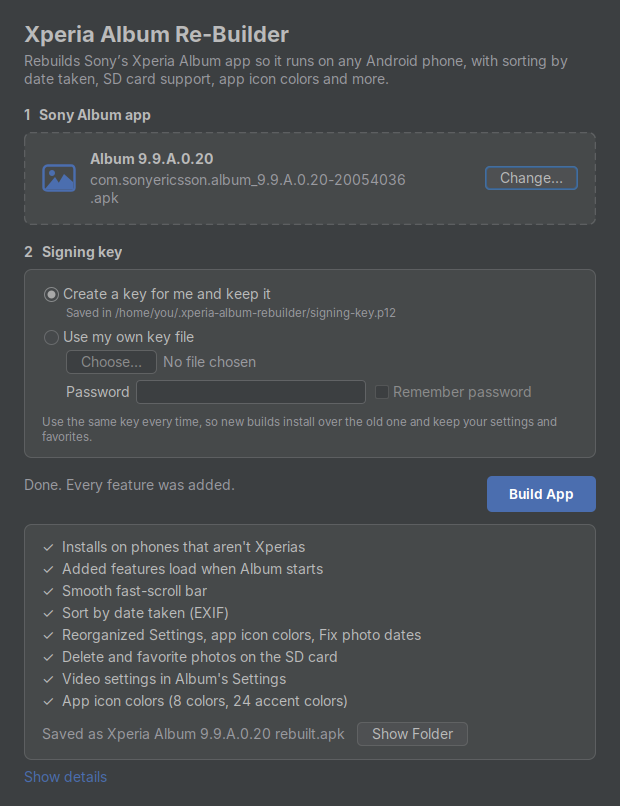 Xperia Album Re-Builder
Rebuilds Sony's Xperia Album app so it runs on any Android phone, with sorting by
date taken, SD card support, app icon colors and more.
1 Sony Album app
Album 9.9.A.0.20
com.sonyericsson.album_9.9.A.0.20-20054036
.apk
Change...
2 Signing key
Create a key for me and keep it
Saved in /home/you/.xperia-album-rebuilder/signing-key.p12
Use my own key file
Choose... No file chosen
Password Remember password
Use the same key every time, so new builds install over the old one and keep your settings and
favorites.
Done. Every feature was added.
Build App
✓ Installs on phones that aren't Xperias
✓ Added features load when Album starts
✓ Smooth fast-scroll bar
✓ Sort by date taken (EXIF)
✓ Reorganized Settings, app icon colors, Fix photo dates
✓ Delete and favorite photos on the SD card
✓ Video settings in Album's Settings
✓ App icon colors (8 colors, 24 accent colors)
Saved as Xperia Album 9.9.A.0.20 rebuilt.apk Show Folder
Show details